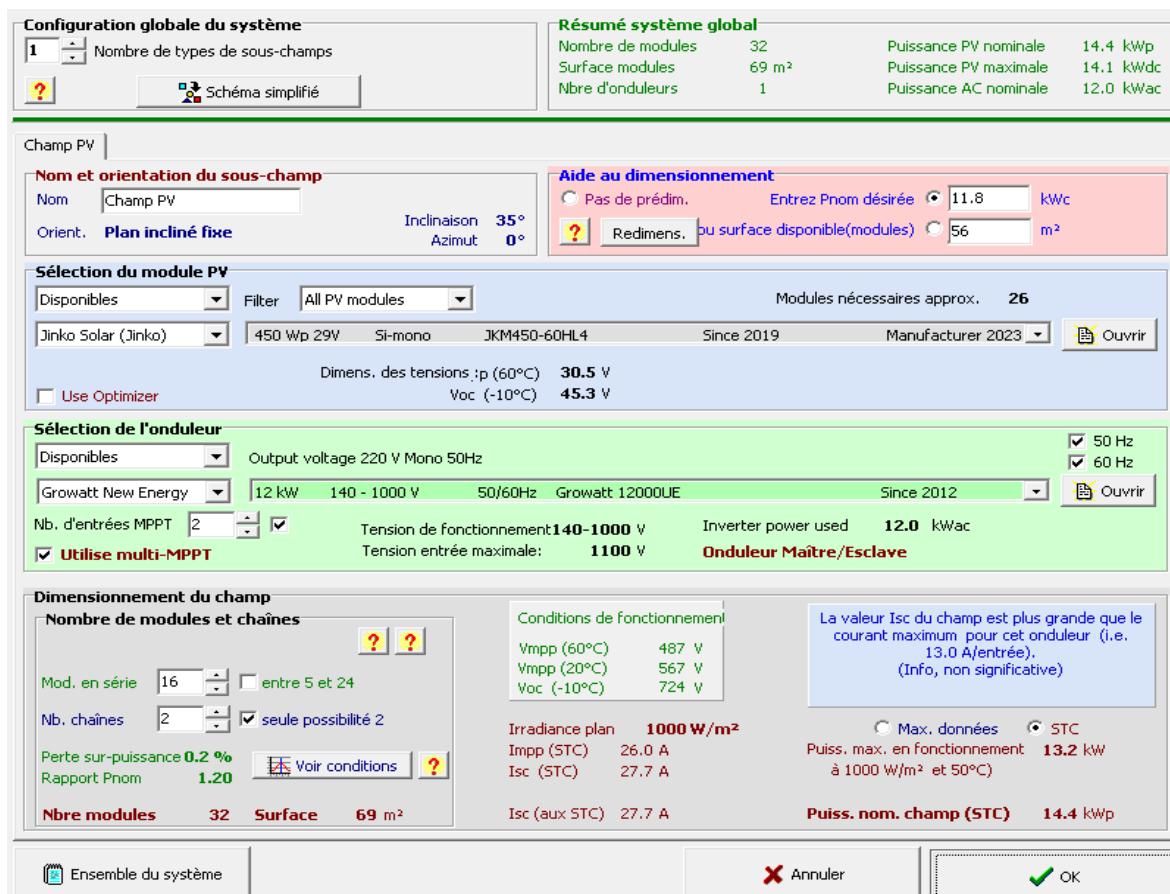 Configuration globale du système
1 Nombre de types de sous-champs
? Schéma simplifié
Résumé système global
Nombre de modules 32 Puissance PV nominale 14.4 kWp
Surface modules 69 m² Puissance PV maximale 14.1 kWdc
Nbre d'onduleurs 1 Puissance AC nominale 12.0 kWac
Champ PV
Nom et orientation du sous-champ
Nom Champ PV
Orient. Plan incliné fixe Inclinaison 35°
Azimut 0°
Aide au dimensionnement
Pas de prédim. Entrez Pnom désirée 11.8 kWc
? Redimens. ou surface disponible(modules) 56 m²
Sélection du module PV
Disponibles Filter All PV modules Modules nécessaires approx. 26
Jinko Solar (Jinko) 450 Wp 29V Si-mono JKM450-60HL4 Since 2019 Manufacturer 2023 Ouvrir
Dimens. des tensions :p (60°C) 30.5 V
Use Optimizer Voc (-10°C) 45.3 V
Sélection de l'onduleur
Disponibles Output voltage 220 V Mono 50Hz 50 Hz
60 Hz
Growatt New Energy 12 kW 140 - 1000 V 50/60Hz Growatt 12000UE Since 2012 Ouvrir
Nb. d'entrées MPPT 2 Tension de fonctionnement 140-1000 V Inverter power used 12.0 kWac
Utilise multi-MPPT Tension entrée maximale: 1100 V Onduleur Maître/Esclave
Dimensionnement du champ
Nombre de modules et chaînes
? ?
Mod. en série 16 entre 5 et 24
Nb. chaînes 2 seule possibilité 2
Perte sur-puissance 0.2 %
Rapport Pnom 1.20 Voir conditions ?
Nbre modules 32 Surface 69 m²
Conditions de fonctionnemen
Vmpp (60°C) 487 V
Vmpp (20°C) 567 V
Voc (-10°C) 724 V
Irradiance plan 1000 W/m²
Impp (STC) 26.0 A
Isc (STC) 27.7 A
Isc (aux STC) 27.7 A
La valeur Isc du champ est plus grande que le
courant maximum pour cet onduleur (i.e.
13.0 A/entrée).
(Info, non significative)
Max. données STC
Puiss. max. en fonctionnement 13.2 kW
à 1000 W/m² et 50°C)
Puiss. nom. champ (STC) 14.4 kWp
Ensemble du système Annuler OK